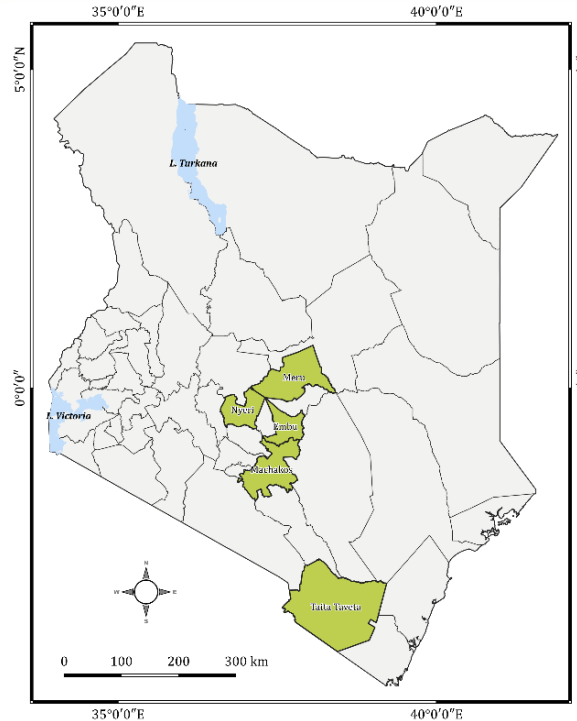 35°0'0"E 40°0'0"E
5°0'0"N
L. Turkana
Meru
0°0'0"
Nyeri
L. Victoria
Embu
Machakos
N
W E
S
Taita Taveta
0 100 200 300 km
35°0'0"E 40°0'0"E